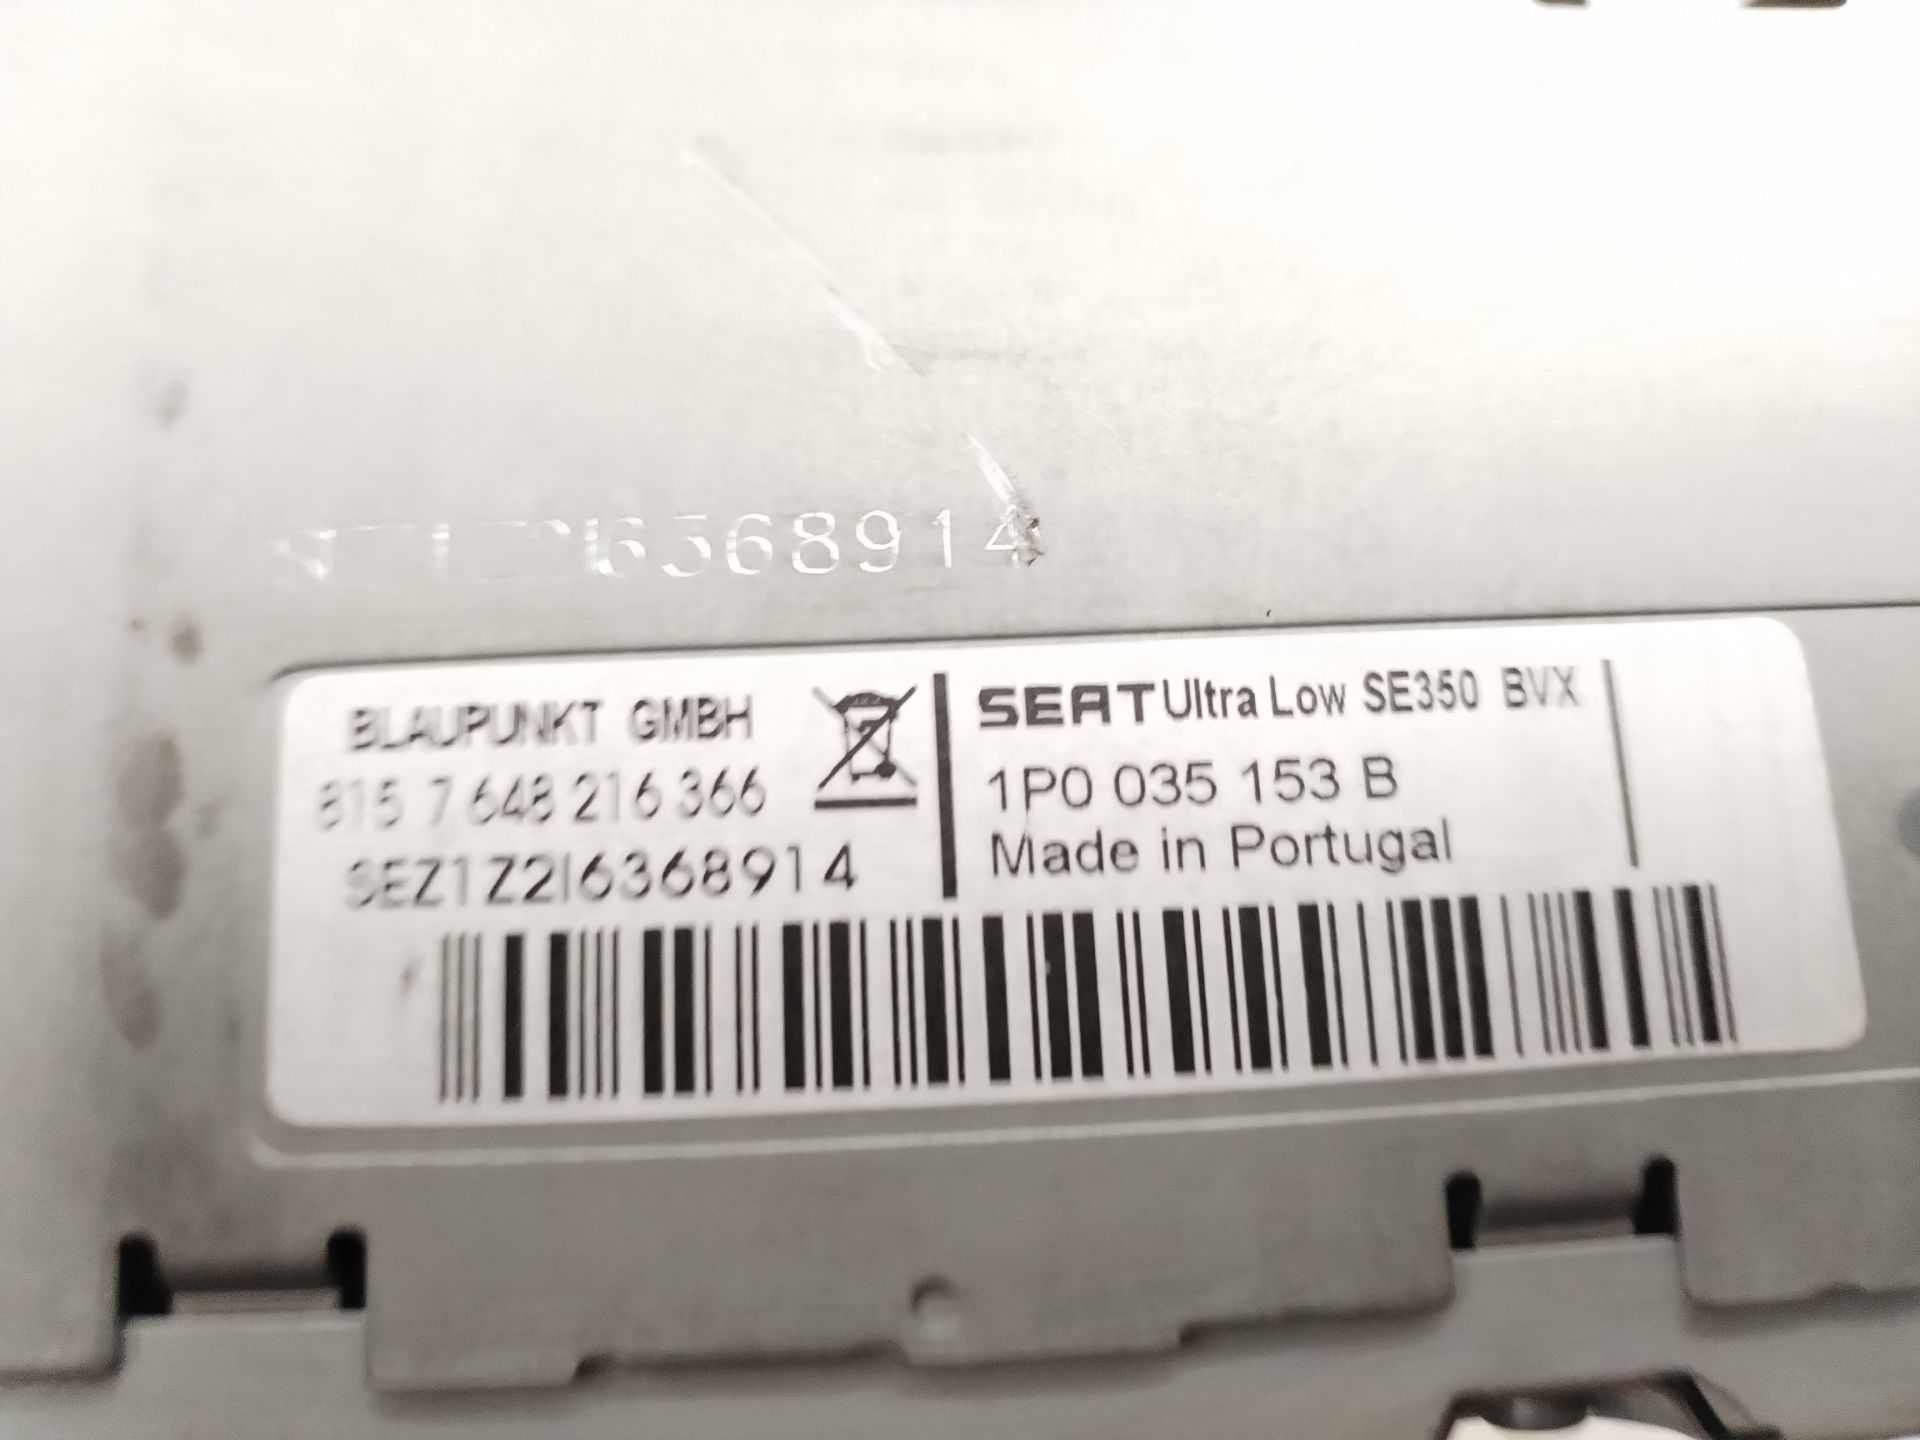 6368914
BLAUPUNKT GMBH
815 7 648 216 366
SEZ1Z2I6368914
SEAT Ultra Low SE350 BVX
1P0 035 153 B
Made in Portugal